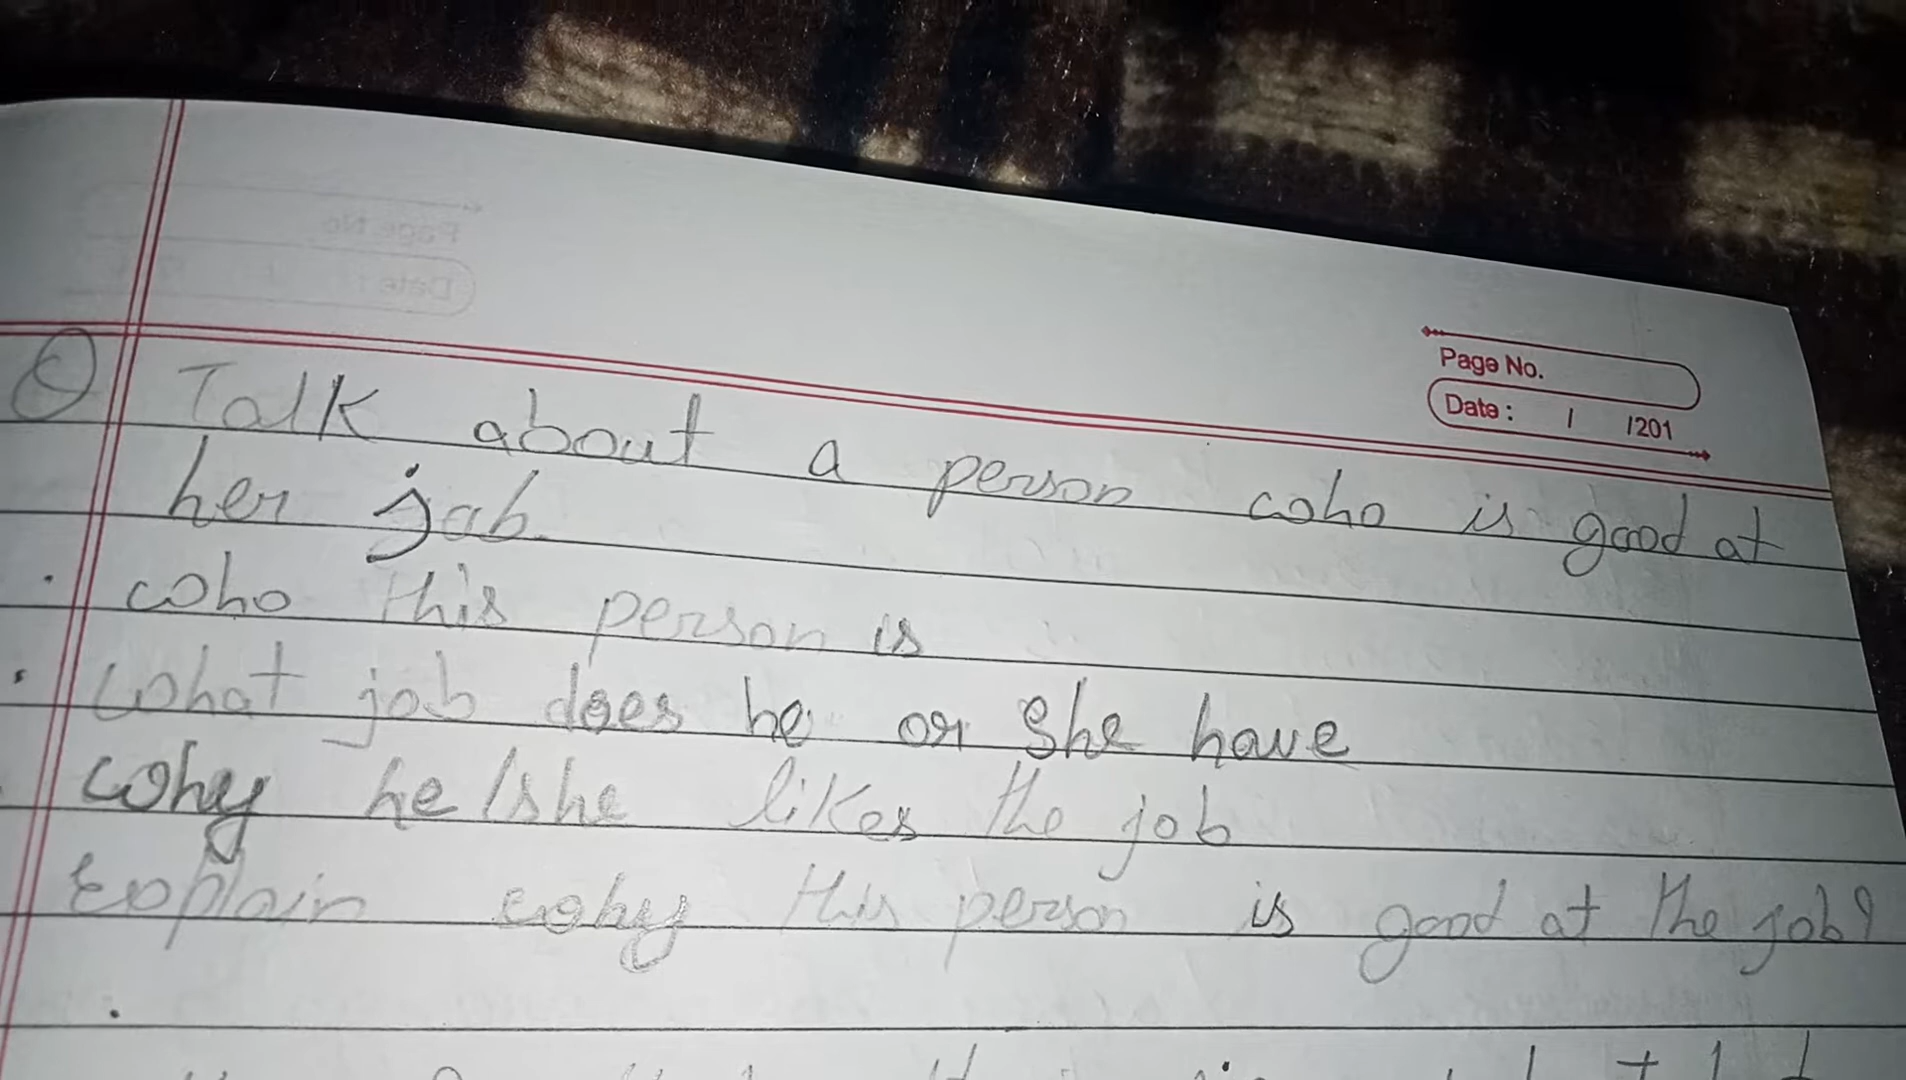 Page No.
Date : / /201
Talk about a person who is good at
her job.
• who this person is
• What job does he or she have
why he/she likes the job
Explain why this person is good at the job?